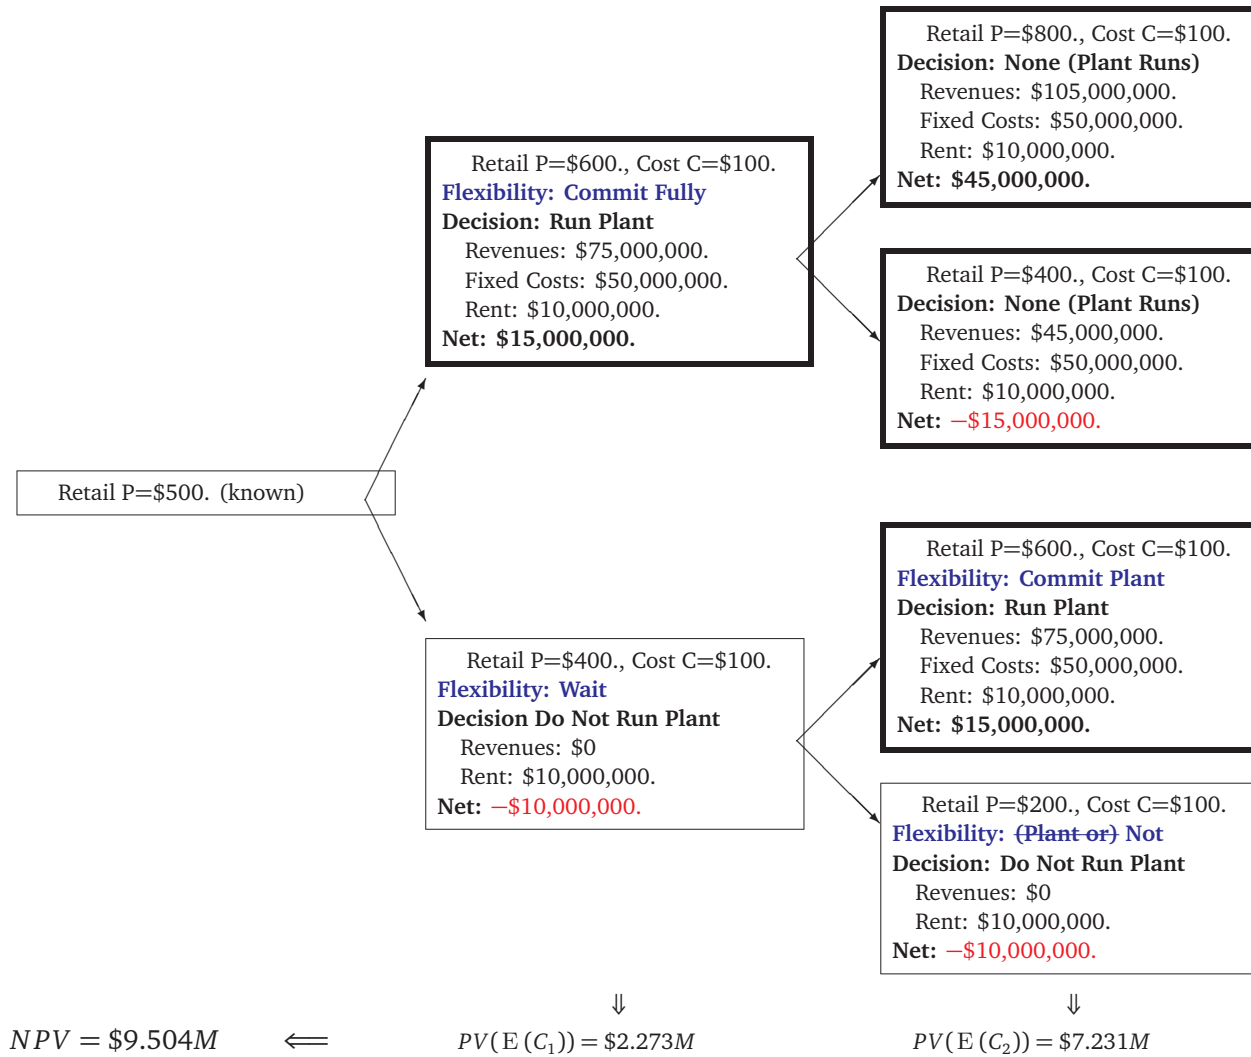 Retail P=$500. (known)
Retail P=$600., Cost C=$100.
Flexibility: Commit Fully
Decision: Run Plant
Revenues: $75,000,000.
Fixed Costs: $50,000,000.
Rent: $10,000,000.
Net: $15,000,000.
Retail P=$400., Cost C=$100.
Flexibility: Wait
Decision Do Not Run Plant
Revenues: $0
Rent: $10,000,000.
Net: −$10,000,000.
Retail P=$800., Cost C=$100.
Decision: None (Plant Runs)
Revenues: $105,000,000.
Fixed Costs: $50,000,000.
Rent: $10,000,000.
Net: $45,000,000.
Retail P=$400., Cost C=$100.
Decision: None (Plant Runs)
Revenues: $45,000,000.
Fixed Costs: $50,000,000.
Rent: $10,000,000.
Net: −$15,000,000.
Retail P=$600., Cost C=$100.
Flexibility: Commit Plant
Decision: Run Plant
Revenues: $75,000,000.
Fixed Costs: $50,000,000.
Rent: $10,000,000.
Net: $15,000,000.
Retail P=$200., Cost C=$100.
Flexibility: (Plant or) Not
Decision: Do Not Run Plant
Revenues: $0
Rent: $10,000,000.
Net: −$10,000,000.
⇓ ⇓
NPV = $9.504M ⟸ PV(E(C₁)) = $2.273M PV(E(C₂)) = $7.231M